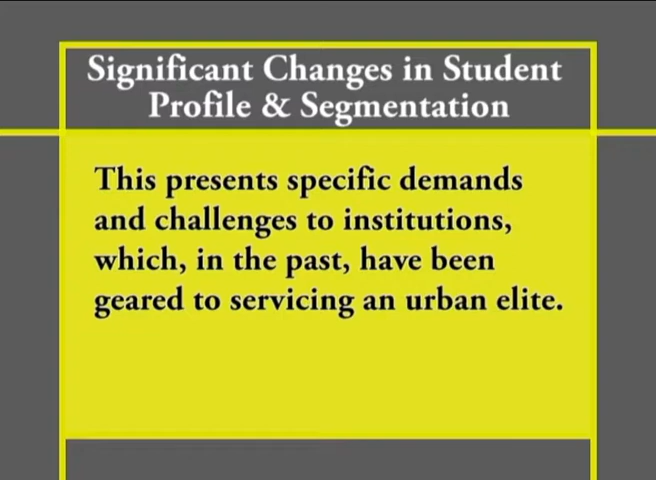 Significant Changes in Student
Profile & Segmentation
This presents specific demands
and challenges to institutions,
which, in the past, have been
geared to servicing an urban elite.